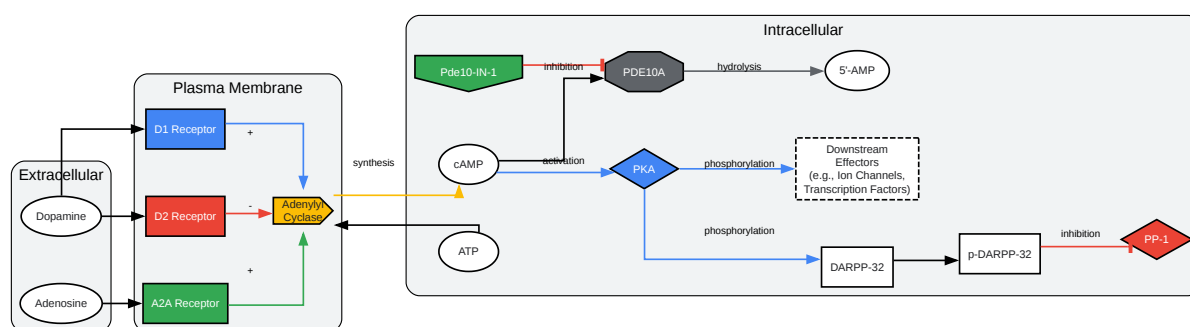 Intracellular
Pde10-IN-1
inhibition
PDE10A
hydrolysis
5'-AMP
Plasma Membrane
D1 Receptor
+
synthesis
cAMP
activation
PKA
phosphorylation
Downstream
Effectors
(e.g., Ion Channels,
Transcription Factors)
Extracellular
Dopamine
D2 Receptor
-
Adenylyl
Cyclase
ATP
phosphorylation
DARPP-32
p-DARPP-32
inhibition
PP-1
+
Adenosine
A2A Receptor